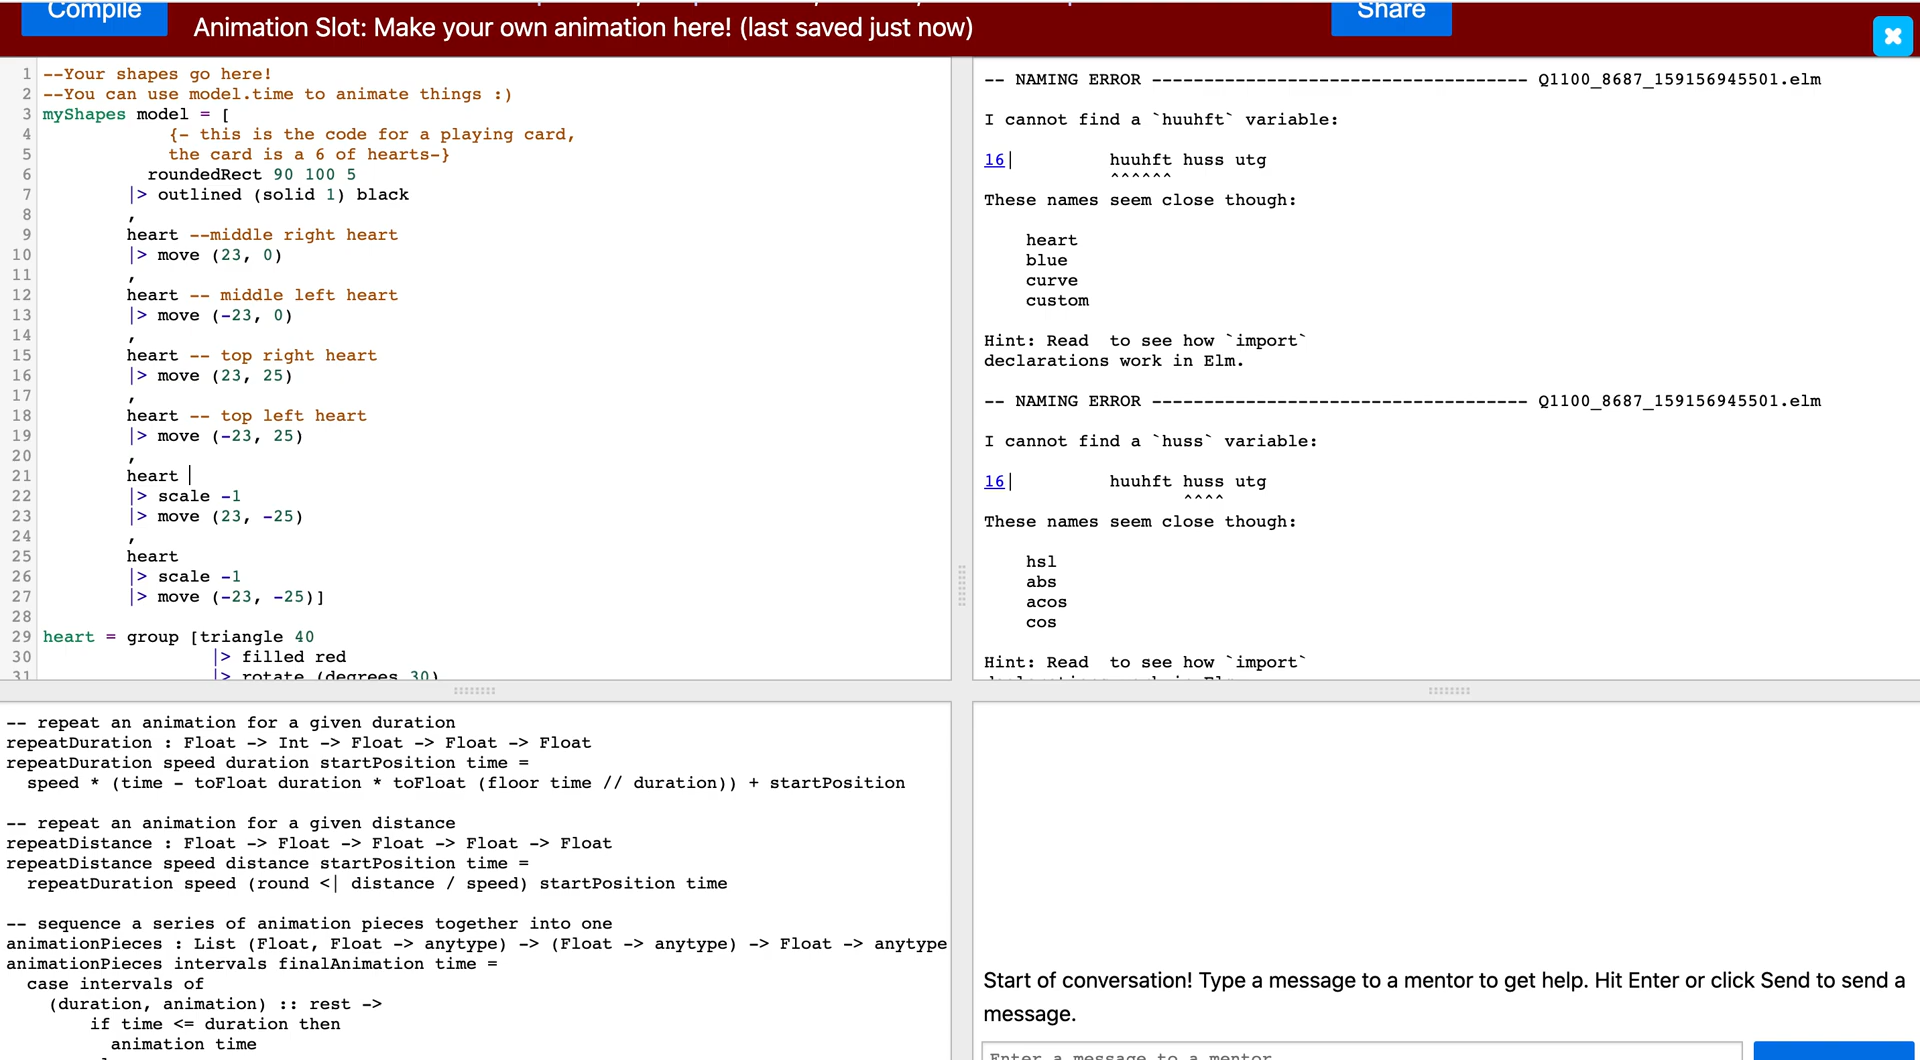 Compile
Animation Slot: Make your own animation here! (last saved just now)
Share
1 --Your shapes go here!
2 --You can use model.time to animate things :)
3 myShapes model = [
4 {- this is the code for a playing card,
5 the card is a 6 of hearts-}
6 roundedRect 90 100 5
7 |> outlined (solid 1) black
8 ,
9 heart --middle right heart
10 |> move (23, 0)
11 ,
12 heart -- middle left heart
13 |> move (-23, 0)
14 ,
15 heart -- top right heart
16 |> move (23, 25)
17 ,
18 heart -- top left heart
19 |> move (-23, 25)
20 ,
21 heart
22 |> scale -1
23 |> move (23, -25)
24 ,
25 heart
26 |> scale -1
27 |> move (-23, -25)]
28
29 heart = group [triangle 40
30 |> filled red
31 |> rotate (degrees 30)
-- NAMING ERROR ------------------------------------ Q1100_8687_159156945501.elm
I cannot find a `huuhft` variable:
16| huuhft huss utg
^^^^^^
These names seem close though:
heart
blue
curve
custom
Hint: Read  to see how `import`
declarations work in Elm.
-- NAMING ERROR ------------------------------------ Q1100_8687_159156945501.elm
I cannot find a `huss` variable:
16| huuhft huss utg
^^^^
These names seem close though:
hsl
abs
acos
cos
Hint: Read  to see how `import`
-- repeat an animation for a given duration
repeatDuration : Float -> Int -> Float -> Float -> Float
repeatDuration speed duration startPosition time =
speed * (time - toFloat duration * toFloat (floor time // duration)) + startPosition
-- repeat an animation for a given distance
repeatDistance : Float -> Float -> Float -> Float -> Float
repeatDistance speed distance startPosition time =
repeatDuration speed (round <| distance / speed) startPosition time
-- sequence a series of animation pieces together into one
animationPieces : List (Float, Float -> anytype) -> (Float -> anytype) -> Float -> anytype
animationPieces intervals finalAnimation time =
case intervals of
(duration, animation) :: rest ->
if time <= duration then
animation time
Start of conversation! Type a message to a mentor to get help. Hit Enter or click Send to send a
message.
Enter a message to a mentor